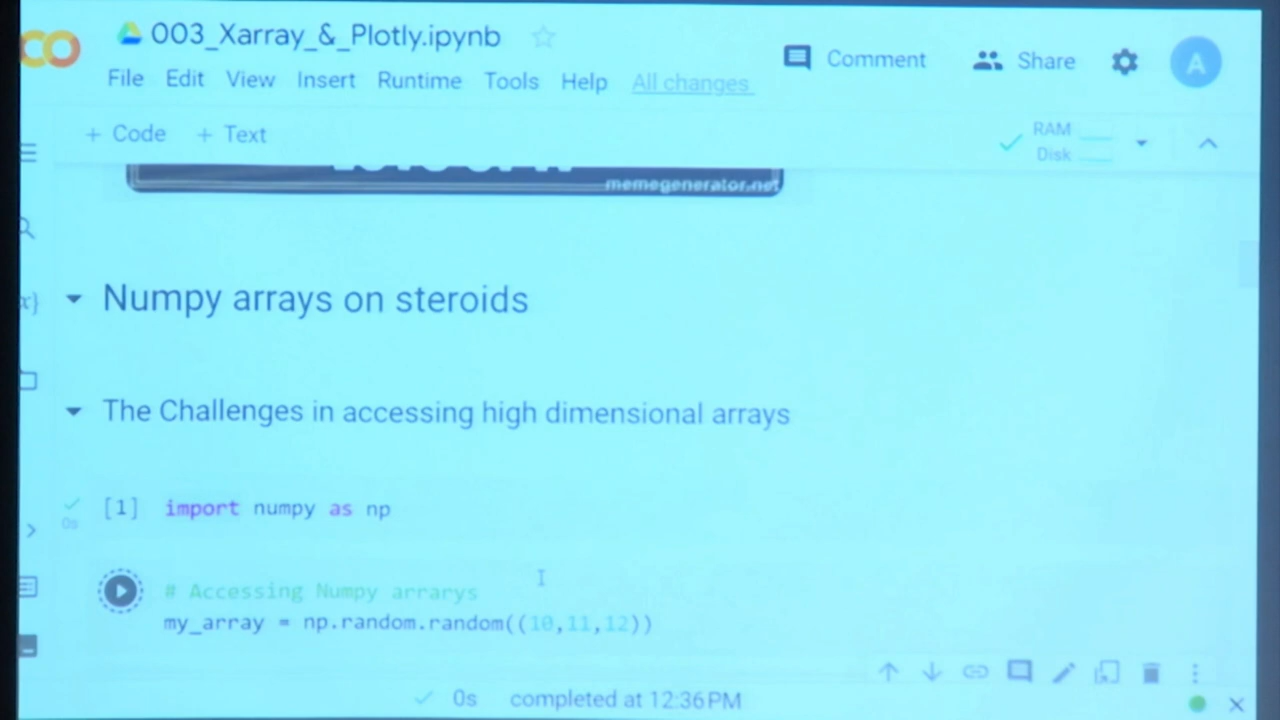 003_Xarray_&_Plotly.ipynb
Comment
Share
A
File Edit View Insert Runtime Tools Help All changes
+ Code + Text
RAM
Disk
memegenerator.net
Numpy arrays on steroids
The Challenges in accessing high dimensional arrays
[1] import numpy as np
0s
# Accessing Numpy arrarys
my_array = np.random.random((10,11,12))
0s completed at 12:36 PM